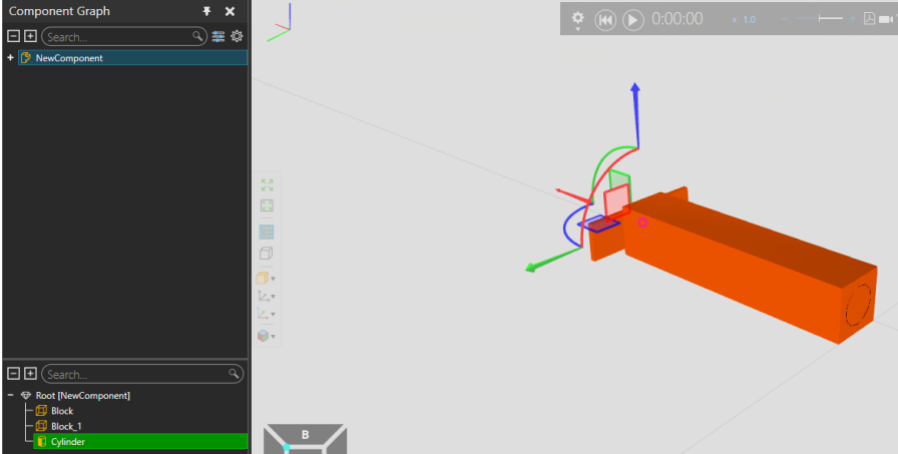 Component Graph
0:00:00
1.0
Search...
NewComponent
Search...
Root [NewComponent]
Block
Block_1
Cylinder
B